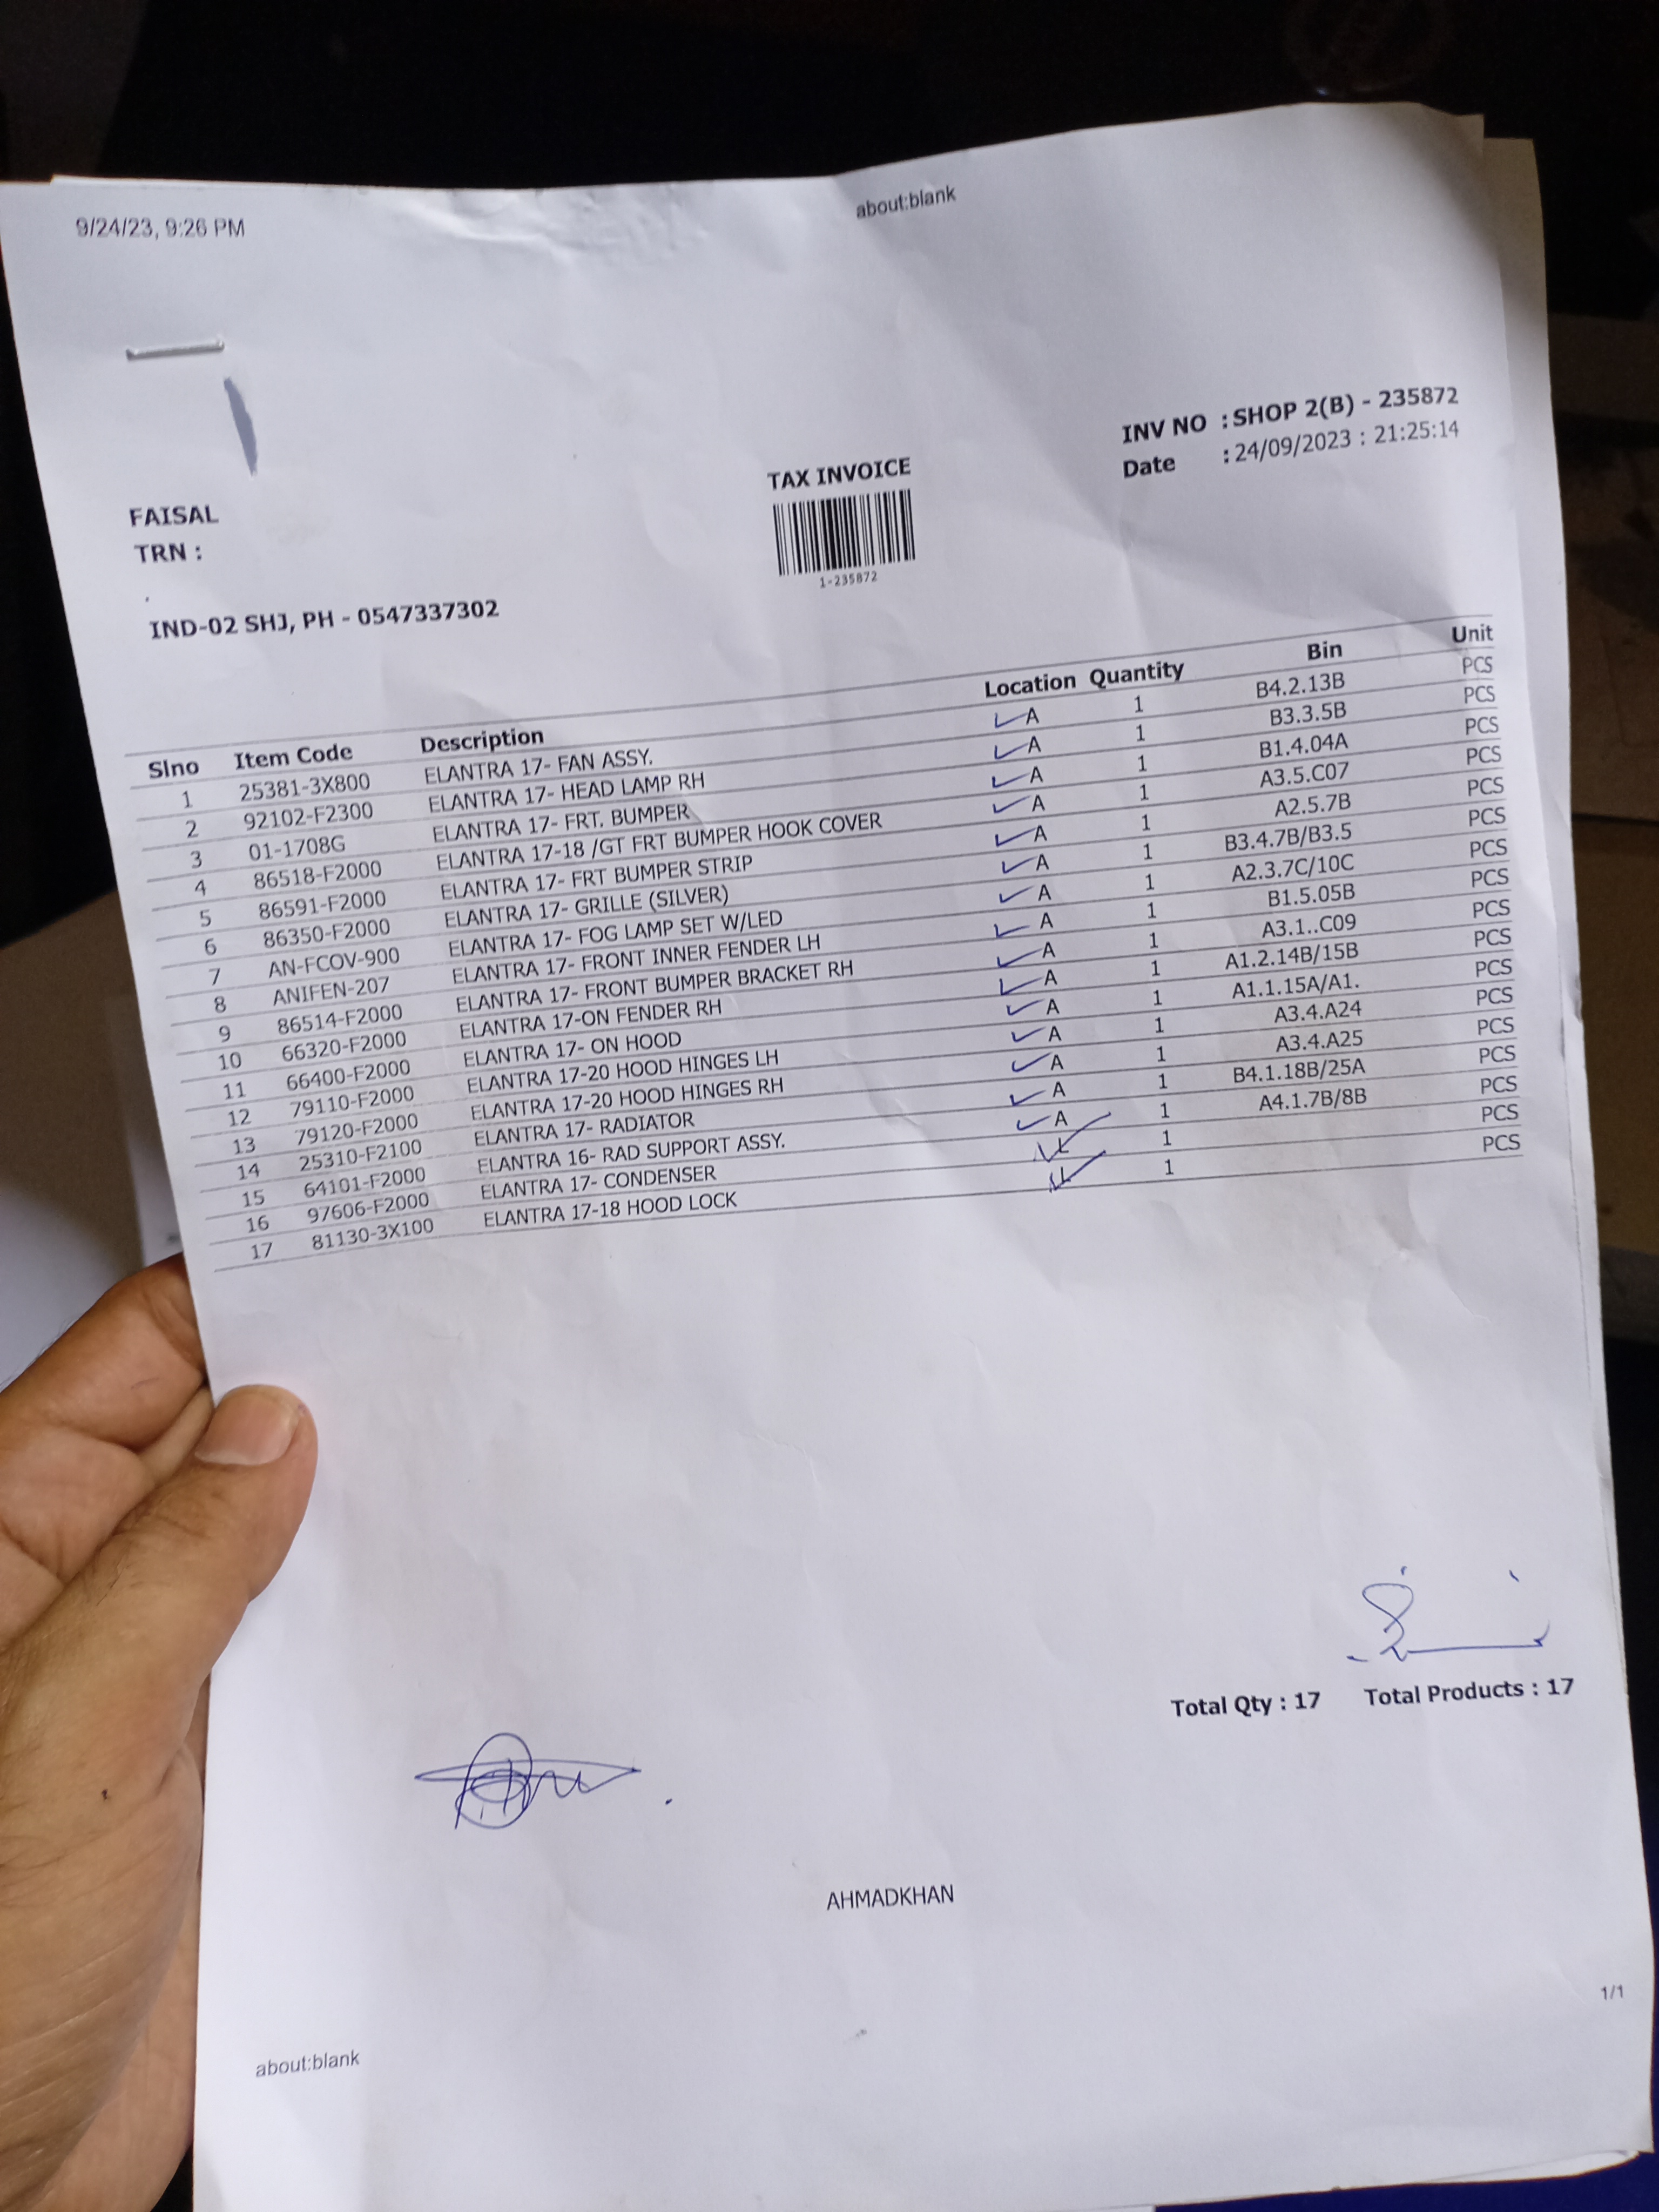 9/24/23, 9:26 PM about:blank
INV NO : SHOP 2(B) - 235872
Date : 24/09/2023 : 21:25:14
TAX INVOICE
1-235872
FAISAL
TRN :
.
IND-02 SHJ, PH - 0547337302
Slno Item Code Description Location Quantity Bin Unit
1 25381-3X800 ELANTRA 17- FAN ASSY. A 1 B4.2.13B PCS
2 92102-F2300 ELANTRA 17- HEAD LAMP RH A 1 B3.3.5B PCS
3 01-1708G ELANTRA 17- FRT. BUMPER A 1 B1.4.04A PCS
4 86518-F2000 ELANTRA 17-18 /GT FRT BUMPER HOOK COVER A 1 A3.5.C07 PCS
5 86591-F2000 ELANTRA 17- FRT BUMPER STRIP A 1 A2.5.7B PCS
6 86350-F2000 ELANTRA 17- GRILLE (SILVER) A 1 B3.4.7B/B3.5 PCS
7 AN-FCOV-900 ELANTRA 17- FOG LAMP SET W/LED A 1 A2.3.7C/10C PCS
8 ANIFEN-207 ELANTRA 17- FRONT INNER FENDER LH A 1 B1.5.05B PCS
9 86514-F2000 ELANTRA 17- FRONT BUMPER BRACKET RH A 1 A3.1..C09 PCS
10 66320-F2000 ELANTRA 17-ON FENDER RH A 1 A1.2.14B/15B PCS
11 66400-F2000 ELANTRA 17- ON HOOD A 1 A1.1.15A/A1. PCS
12 79110-F2000 ELANTRA 17-20 HOOD HINGES LH A 1 A3.4.A24 PCS
13 79120-F2000 ELANTRA 17-20 HOOD HINGES RH A 1 A3.4.A25 PCS
14 25310-F2100 ELANTRA 17- RADIATOR A 1 B4.1.18B/25A PCS
15 64101-F2000 ELANTRA 16- RAD SUPPORT ASSY. A 1 A4.1.7B/8B PCS
16 97606-F2000 ELANTRA 17- CONDENSER 1 PCS
17 81130-3X100 ELANTRA 17-18 HOOD LOCK 1 PCS
Total Qty : 17 Total Products : 17
AHMADKHAN
1/1
about:blank